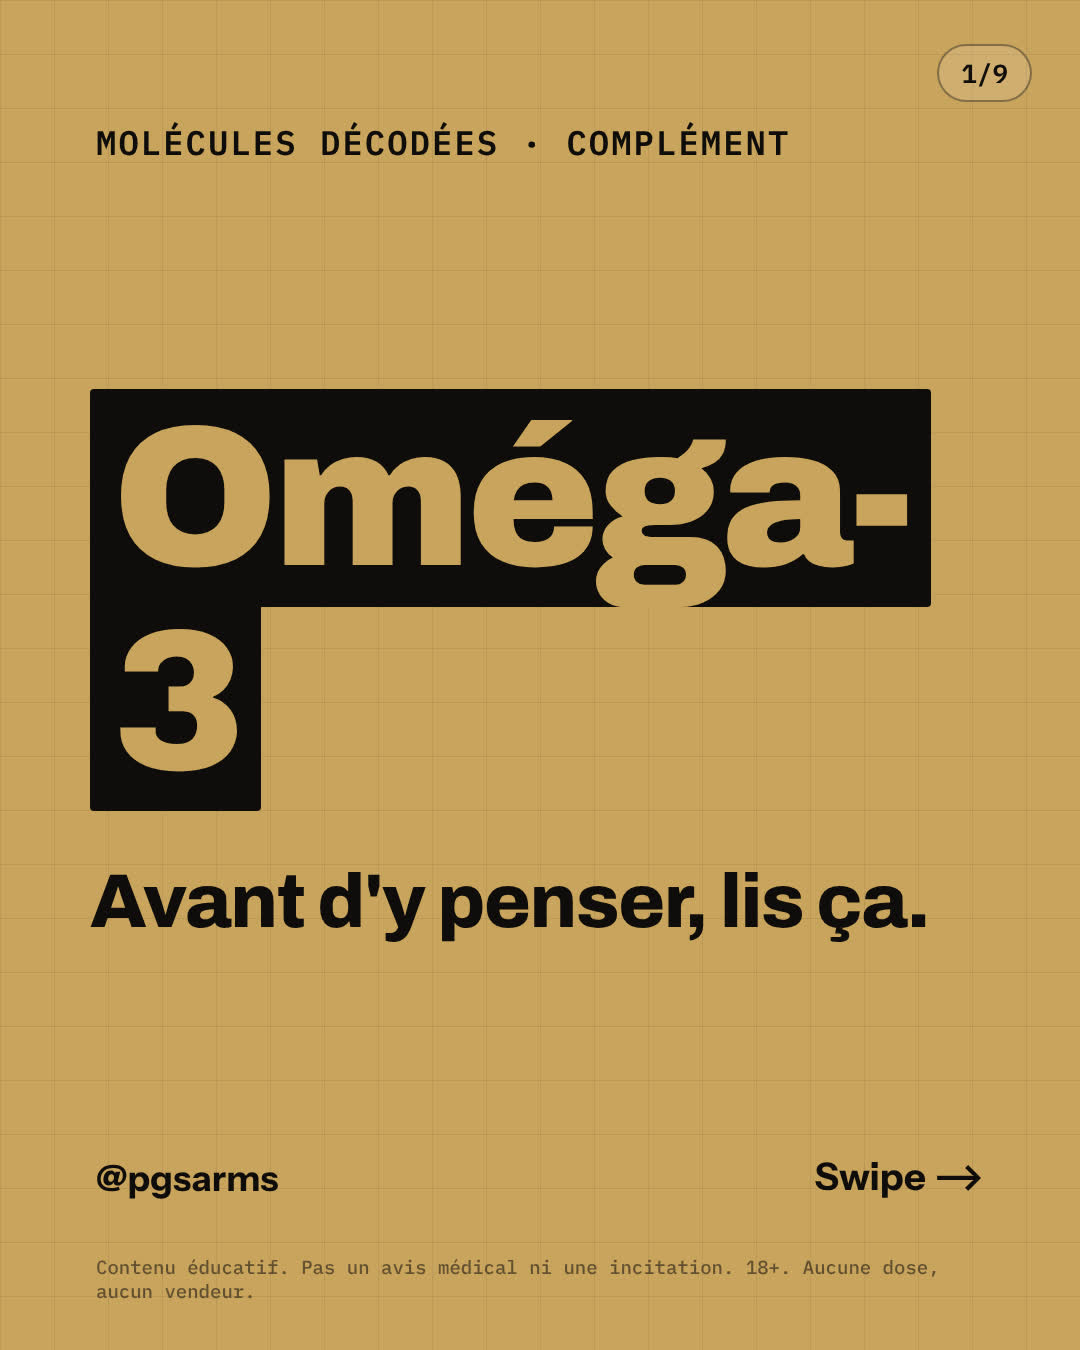 1/9
MOLÉCULES DÉCODÉES · COMPLÉMENT
Oméga-
3
Avant d'y penser, lis ça.
@pgsarms
Swipe →
Contenu éducatif. Pas un avis médical ni une incitation. 18+. Aucune dose,
aucun vendeur.